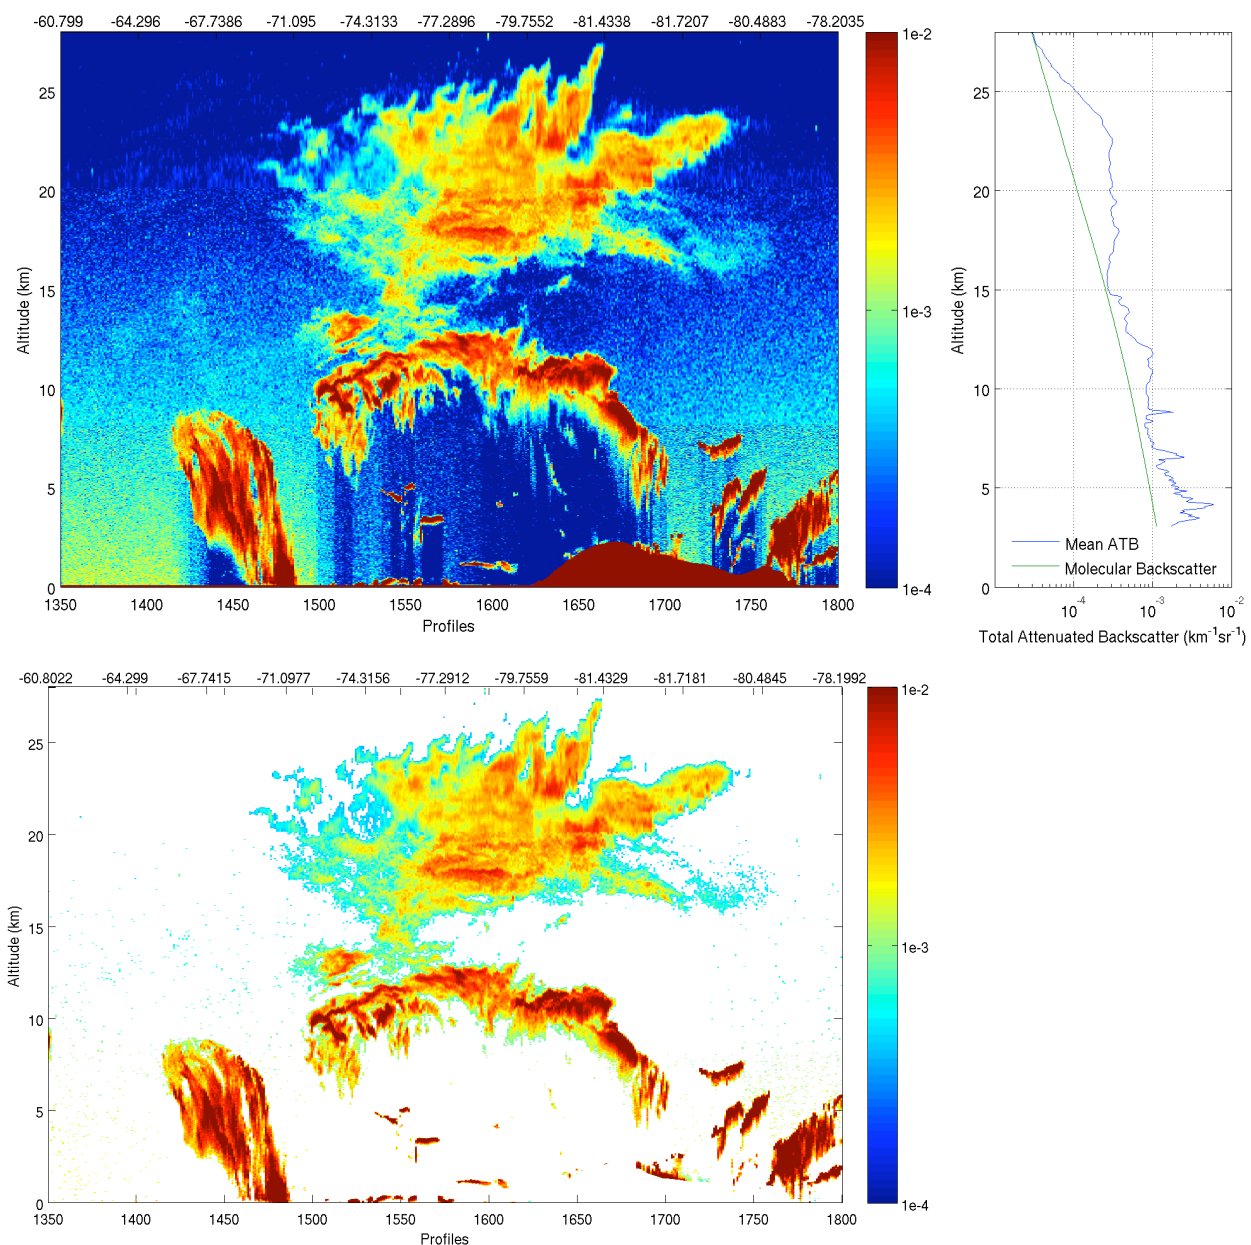 -60.799 -64.296 -67.7386 -71.095 -74.3133 -77.2896 -79.7552 -81.4338 -81.7207 -80.4883 -78.2035
25
20
15
10
5
0
Altitude (km)
1350 1400 1450 1500 1550 1600 1650 1700 1750 1800
Profiles
1e-2
1e-3
1e-4
25
20
15
10
5
0
Altitude (km)
Mean ATB
Molecular Backscatter
10^-4 10^-3 10^-2
Total Attenuated Backscatter (km^-1sr^-1)
-60.8022 -64.299 -67.7415 -71.0977 -74.3156 -77.2912 -79.7559 -81.4329 -81.7181 -80.4845 -78.1992
25
20
15
10
5
0
Altitude (km)
1350 1400 1450 1500 1550 1600 1650 1700 1750 1800
Profiles
1e-2
1e-3
1e-4